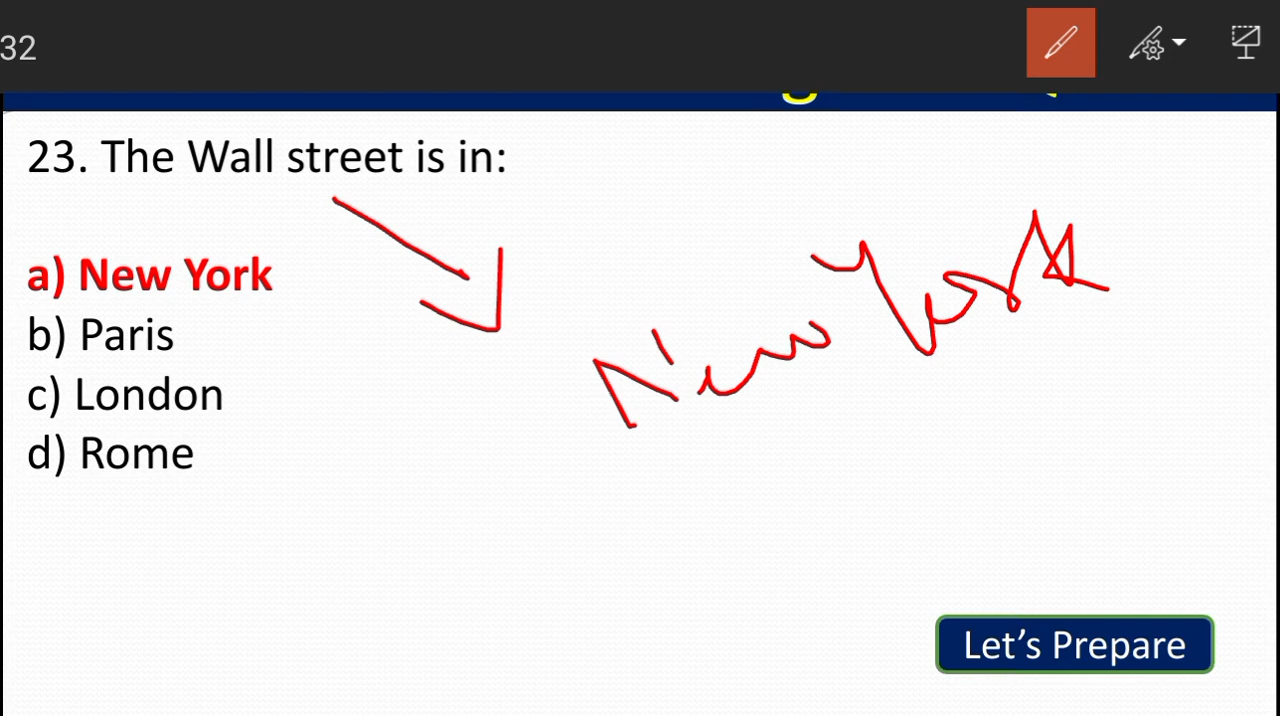 32
23. The Wall street is in:
a) New York
b) Paris
c) London
d) Rome
New York
Let’s Prepare